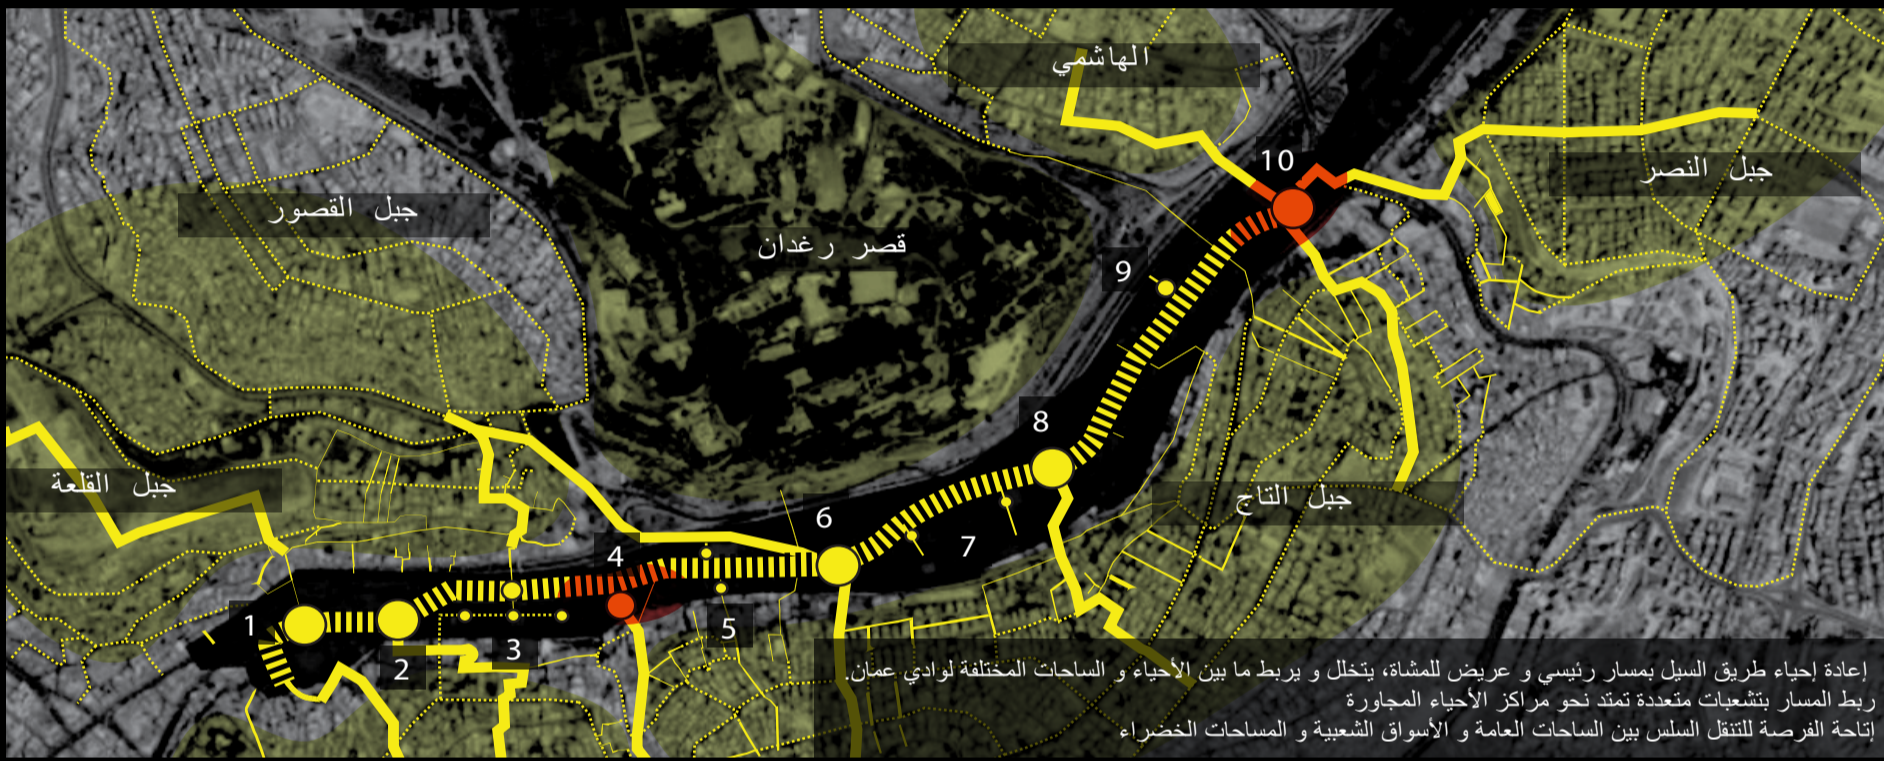 الهاشمي
10
جبل النصر
جبل القصور
قصر رغدان
9
8
جبل القلعة
جبل التاج
6
4
7
1
5
3
2
إعادة إحياء طريق السيل بمسار رئيسي و عريض للمشاة، يتخلل و يربط ما بين الأحياء و الساحات المختلفة لوادي عمان.
ربط المسار بتشعبات متعددة تمتد نحو مراكز الأحياء المجاورة
إتاحة الفرصة للتنقل السلس بين الساحات العامة و الأسواق الشعبية و المساحات الخضراء